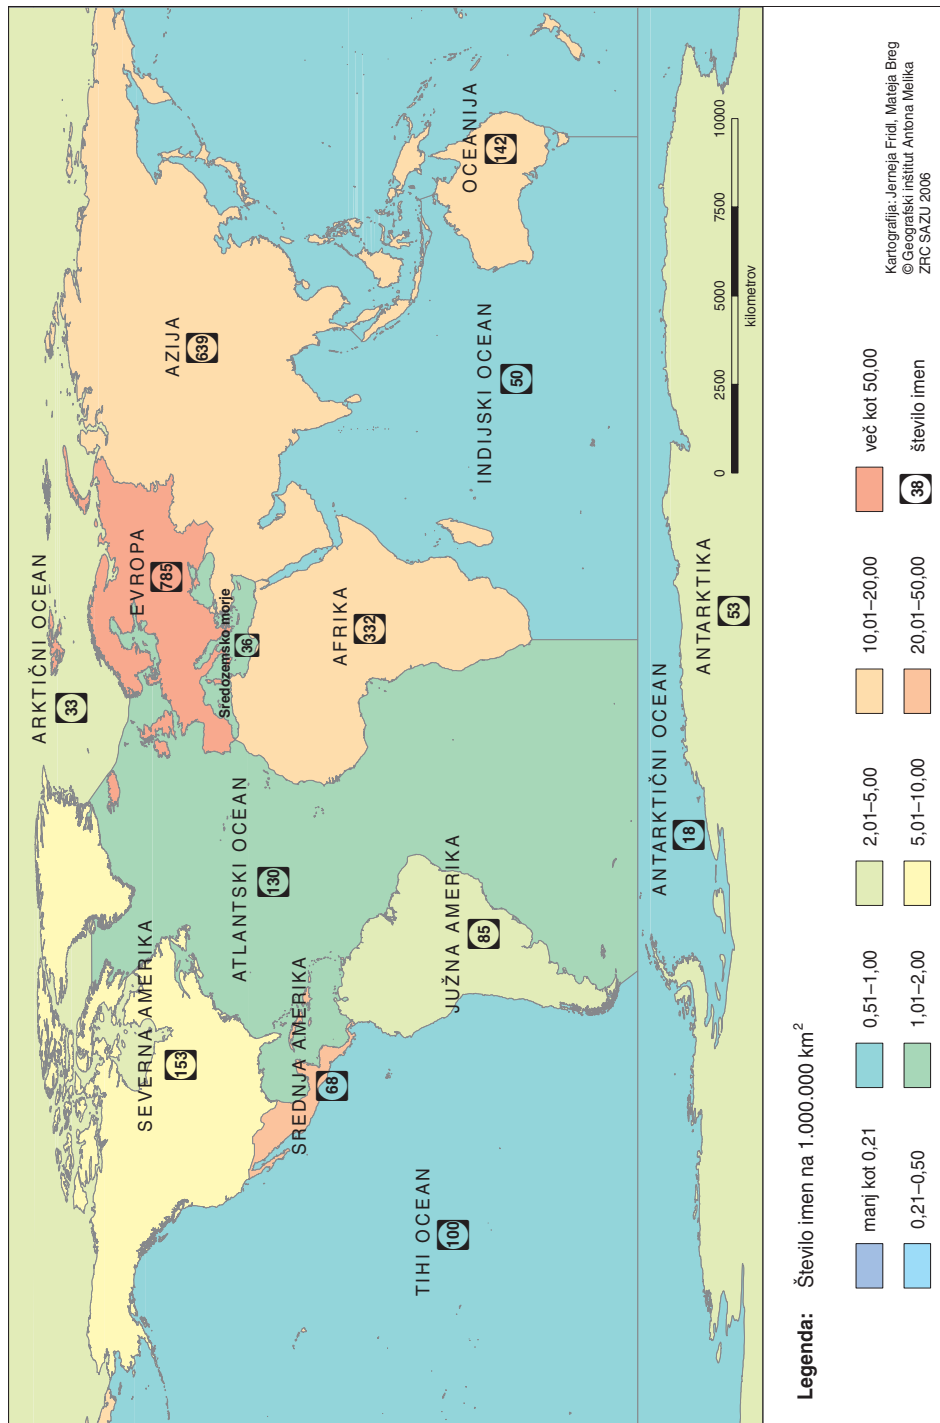 ARKTIČNI OCEAN
33
SEVERNA AMERIKA
153
EVROPA
785
AZIJA
639
Sredozemsko morje
36
ATLANTSKI OCEAN
130
SREDNJA AMERIKA
68
AFRIKA
332
TIHI OCEAN
100
JUŽNA AMERIKA
85
INDIJSKI OCEAN
50
OCEANIJA
142
ANTARKTIČNI OCEAN
18
ANTARKTIKA
53
0 2500 5000 7500 10000
kilometrov
Legenda: Število imen na 1.000.000 km²
manj kot 0,21
0,51–1,00
2,01–5,00
10,01–20,00
več kot 50,00
0,21–0,50
1,01–2,00
5,01–10,00
20,01–50,00
38
število imen
Kartografija: Jerneja Fridl, Mateja Breg
© Geografski inštitut Antona Melika
ZRC SAZU 2006